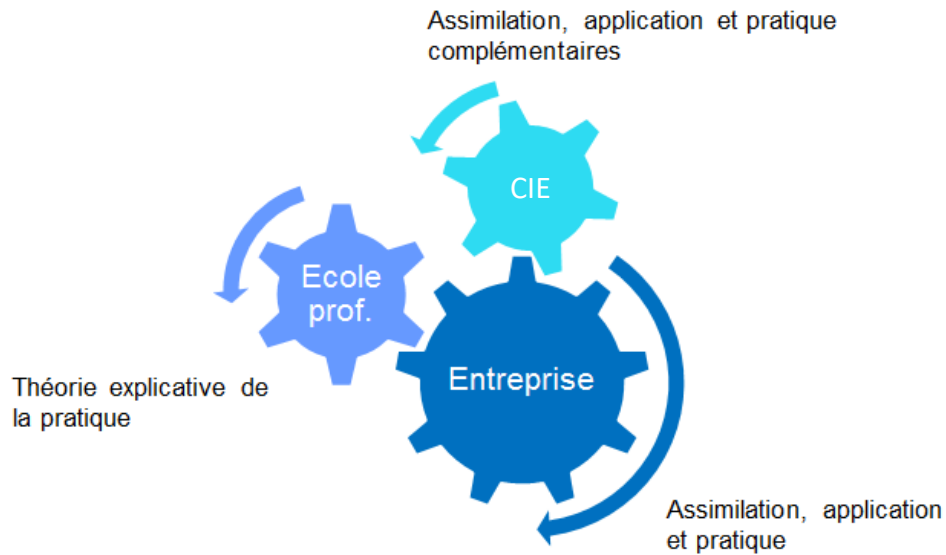 Assimilation, application et pratique
complémentaires
CIE
Ecole
prof.
Entreprise
Théorie explicative de
la pratique
Assimilation, application
et pratique